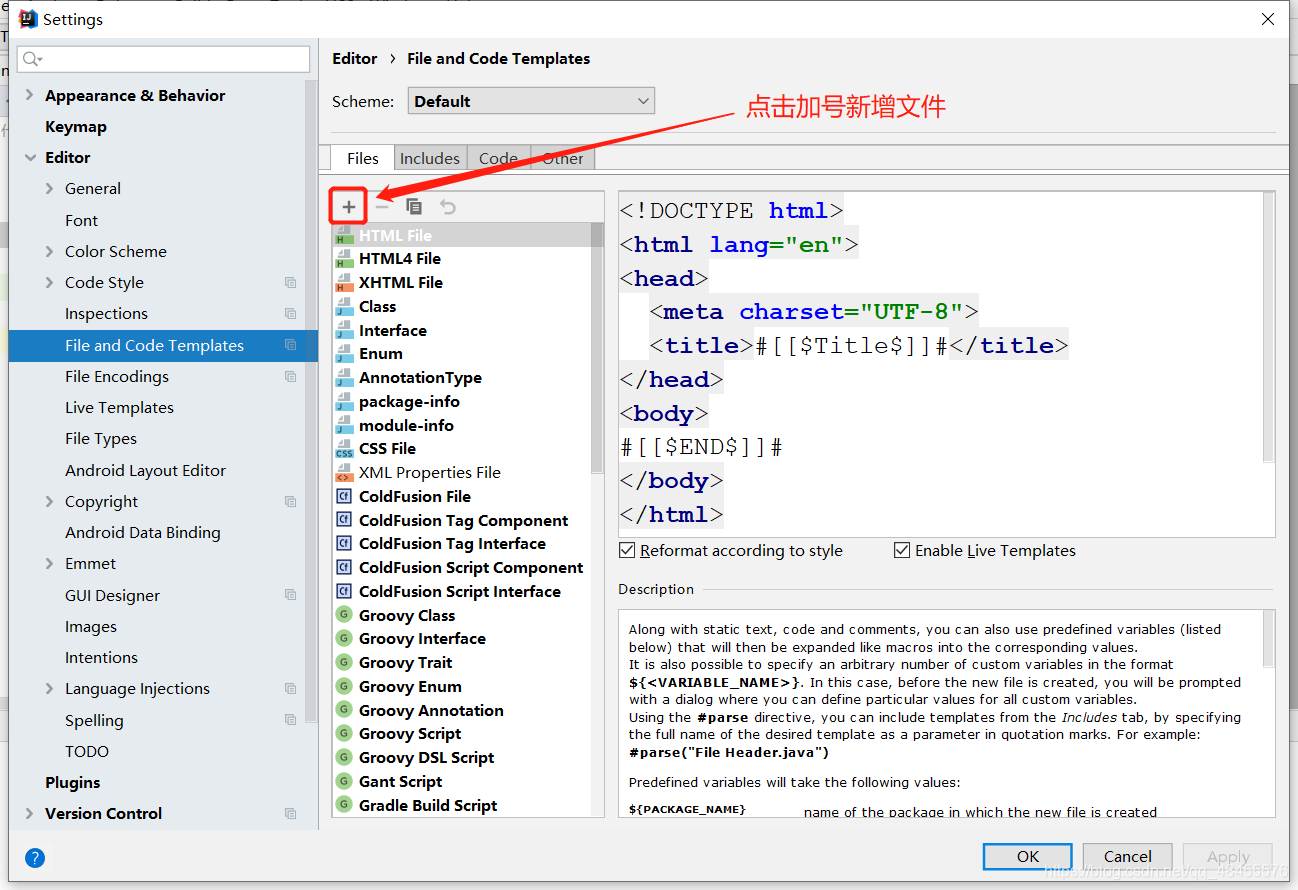 Settings
Appearance & Behavior
Keymap
Editor
General
Font
Color Scheme
Code Style
Inspections
File and Code Templates
File Encodings
Live Templates
File Types
Android Layout Editor
Copyright
Android Data Binding
Emmet
GUI Designer
Images
Intentions
Language Injections
Spelling
TODO
Plugins
Version Control
Editor › File and Code Templates
Scheme: Default
点击加号新增文件
Files Includes Code Other
HTML File
HTML4 File
XHTML File
Class
Interface
Enum
AnnotationType
package-info
module-info
CSS File
XML Properties File
ColdFusion File
ColdFusion Tag Component
ColdFusion Tag Interface
ColdFusion Script Component
ColdFusion Script Interface
Groovy Class
Groovy Interface
Groovy Trait
Groovy Enum
Groovy Annotation
Groovy Script
Groovy DSL Script
Gant Script
Gradle Build Script
<!DOCTYPE html>
<html lang="en">
<head>
<meta charset="UTF-8">
<title>#[[$Title$]]#</title>
</head>
<body>
#[[$END$]]#
</body>
</html>
Reformat according to style Enable Live Templates
Description
Along with static text, code and comments, you can also use predefined variables (listed
below) that will then be expanded like macros into the corresponding values.
It is also possible to specify an arbitrary number of custom variables in the format
${<VARIABLE_NAME>}. In this case, before the new file is created, you will be prompted
with a dialog where you can define particular values for all custom variables.
Using the #parse directive, you can include templates from the Includes tab, by specifying
the full name of the desired template as a parameter in quotation marks. For example:
#parse("File Header.java")
Predefined variables will take the following values:
${PACKAGE_NAME} name of the package in which the new file is created
? OK Cancel Apply
https://blog.csdn.net/qq_48455576